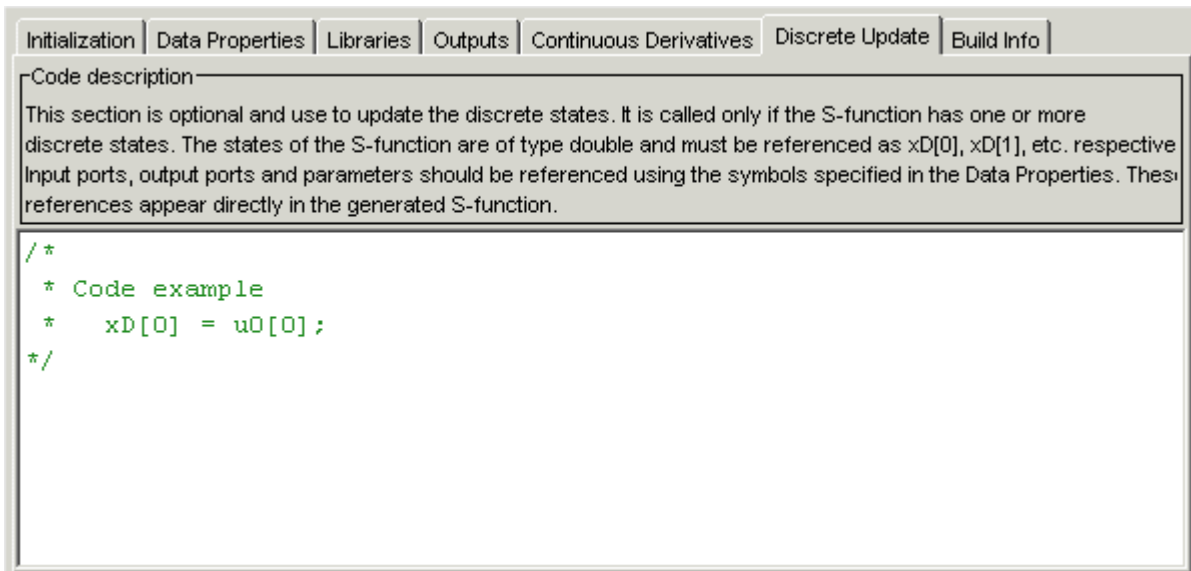 Initialization Data Properties Libraries Outputs Continuous Derivatives Discrete Update Build Info
Code description
This section is optional and use to update the discrete states. It is called only if the S-function has one or more
discrete states. The states of the S-function are of type double and must be referenced as xD[0], xD[1], etc. respective
Input ports, output ports and parameters should be referenced using the symbols specified in the Data Properties. Thes
references appear directly in the generated S-function.
/*
* Code example
* xD[0] = u0[0];
*/